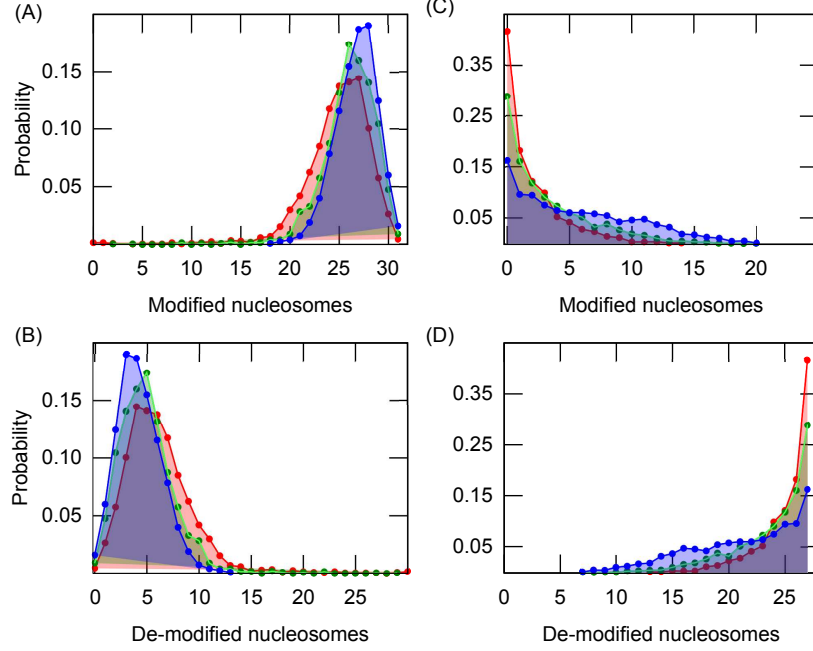 (A)
Probability
0.15
0.10
0.05
0 5 10 15 20 25 30
Modified nucleosomes
(C)
0.35
0.25
0.15
0.05
0 5 10 15 20
Modified nucleosomes
(B)
Probability
0.15
0.10
0.05
0 5 10 15 20 25
De-modified nucleosomes
(D)
0.45
0.35
0.25
0.15
0.05
0 5 10 15 20 25
De-modified nucleosomes